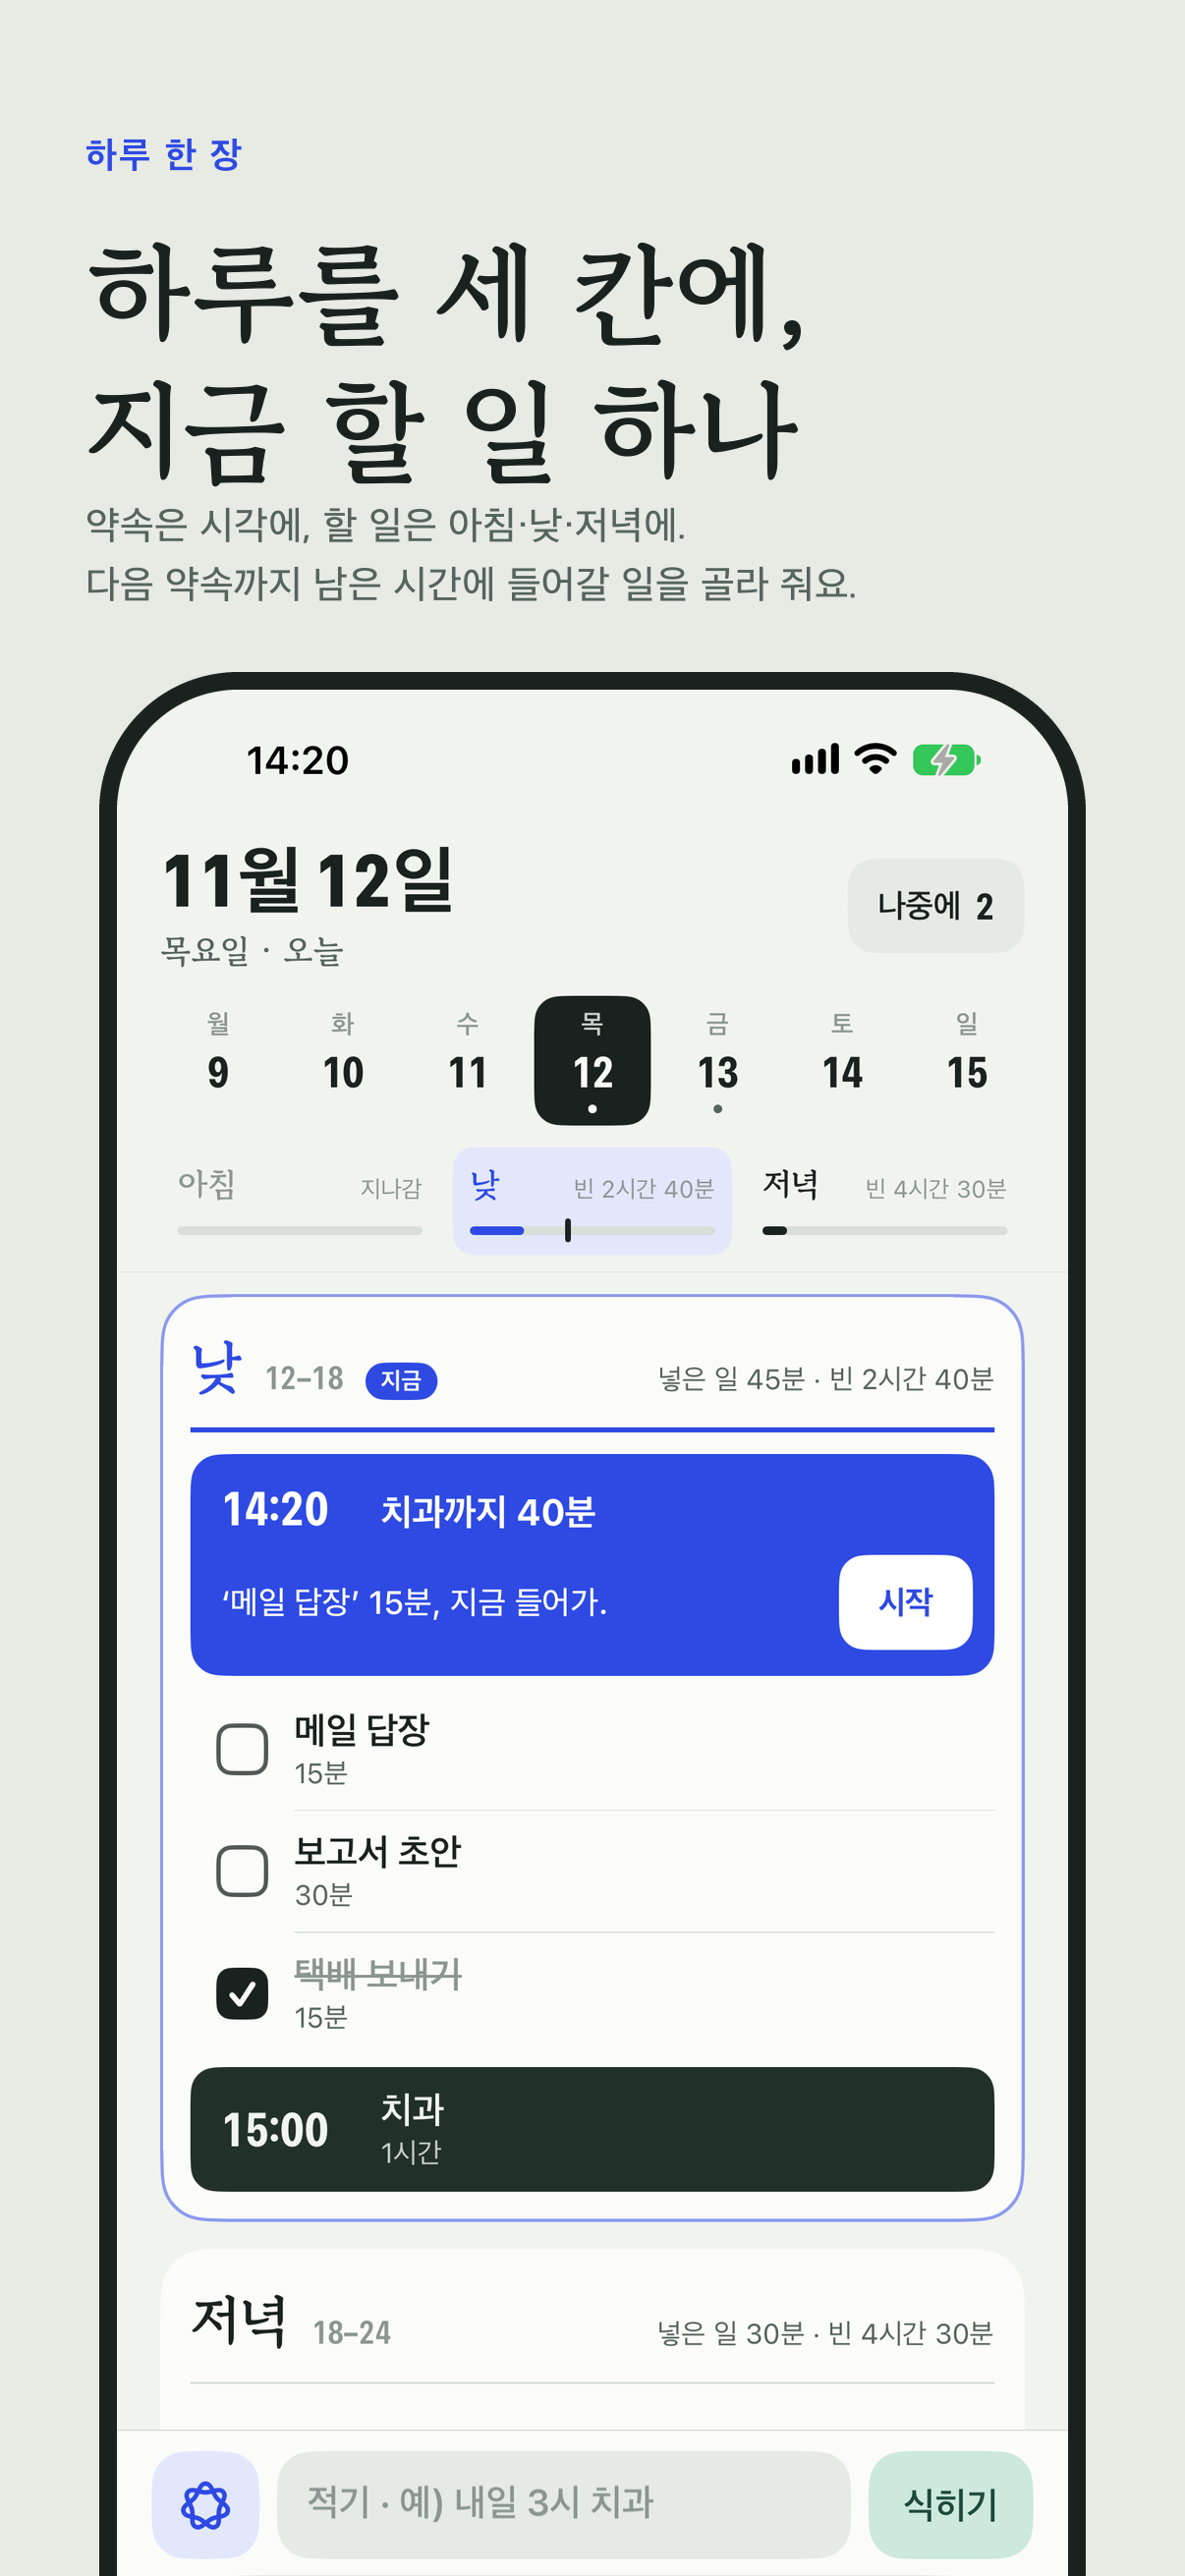 하루 한 장
하루를 세 칸에,
지금 할 일 하나
약속은 시각에, 할 일은 아침·낮·저녁에.
다음 약속까지 남은 시간에 들어갈 일을 골라 줘요.
14:20
11월 12일
목요일 · 오늘
나중에 2
월 화 수 목 금 토 일
9 10 11 12 13 14 15
아침 지나감 낮 빈 2시간 40분 저녁 빈 4시간 30분
낮 12–18 지금 넣은 일 45분 · 빈 2시간 40분
14:20 치과까지 40분
‘메일 답장’ 15분, 지금 들어가.
시작
메일 답장
15분
보고서 초안
30분
택배 보내기
15분
15:00 치과
1시간
저녁 18–24 넣은 일 30분 · 빈 4시간 30분
적기 · 예) 내일 3시 치과
식히기